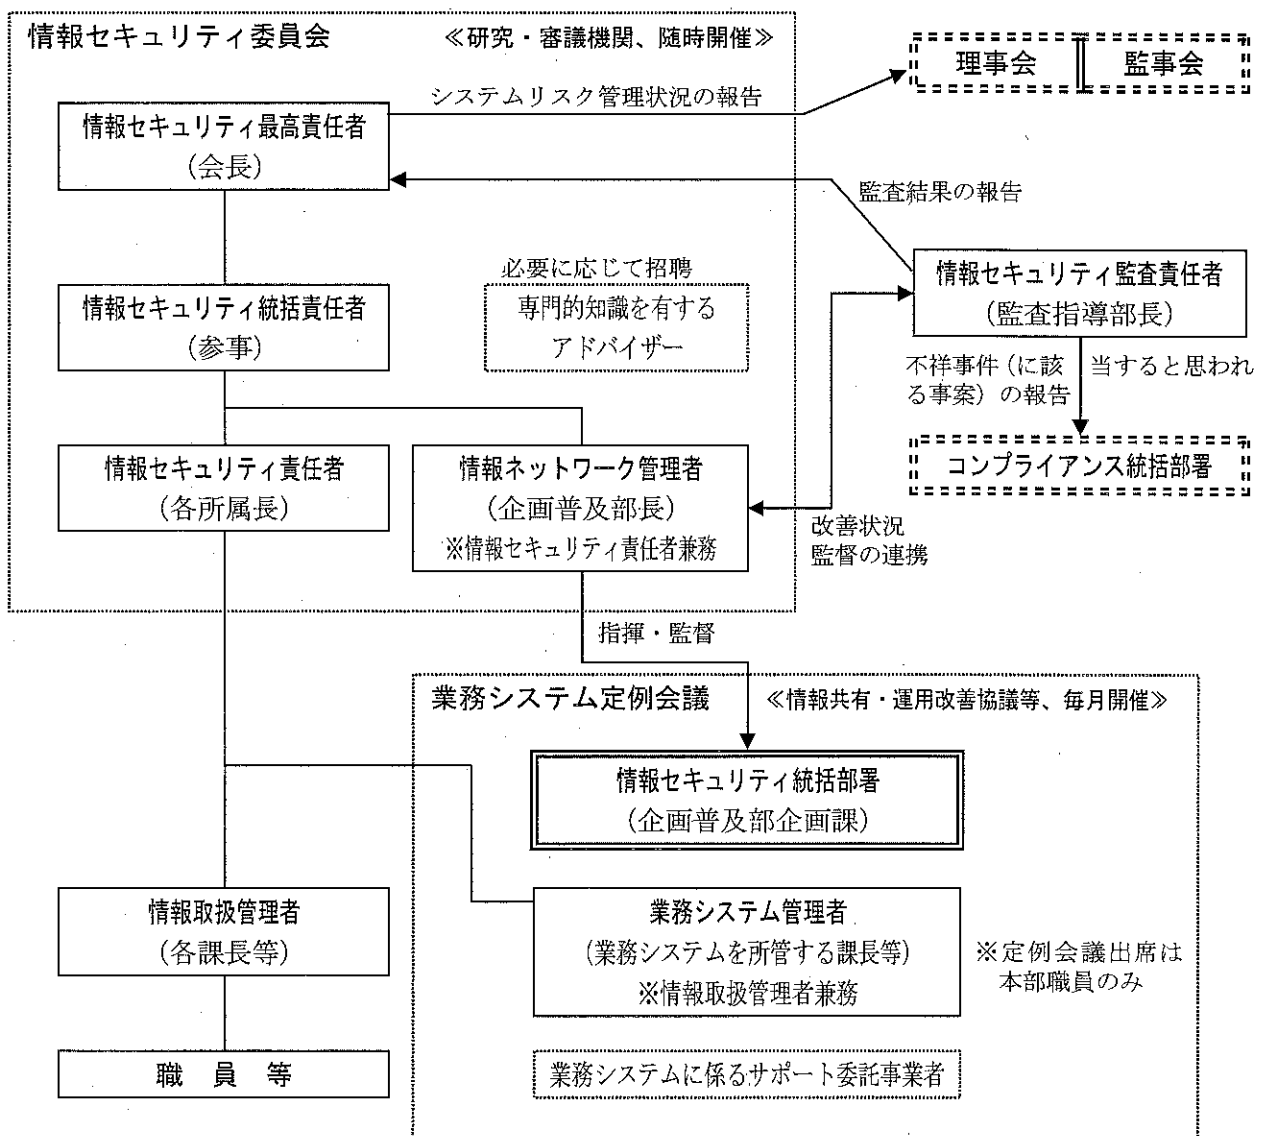 情報セキュリティ委員会
≪研究・審議機関、随時開催≫
理事会
監事会
システムリスク管理状況の報告
情報セキュリティ最高責任者
(会長)
監査結果の報告
必要に応じて招聘
情報セキュリティ監査責任者
(監査指導部長)
情報セキュリティ統括責任者
(参事)
専門的知識を有する
アドバイザー
不祥事件(に該 当すると思われ
る事案)の報告
情報セキュリティ責任者
(各所属長)
情報ネットワーク管理者
(企画普及部長)
※情報セキュリティ責任者兼務
コンプライアンス統括部署
改善状況
監督の連携
指揮・監督
業務システム定例会議
≪情報共有・運用改善協議等、毎月開催≫
情報セキュリティ統括部署
(企画普及部企画課)
情報取扱管理者
(各課長等)
業務システム管理者
(業務システムを所管する課長等)
※情報取扱管理者兼務
※定例会議出席は
本部職員のみ
職 員 等
業務システムに係るサポート委託事業者